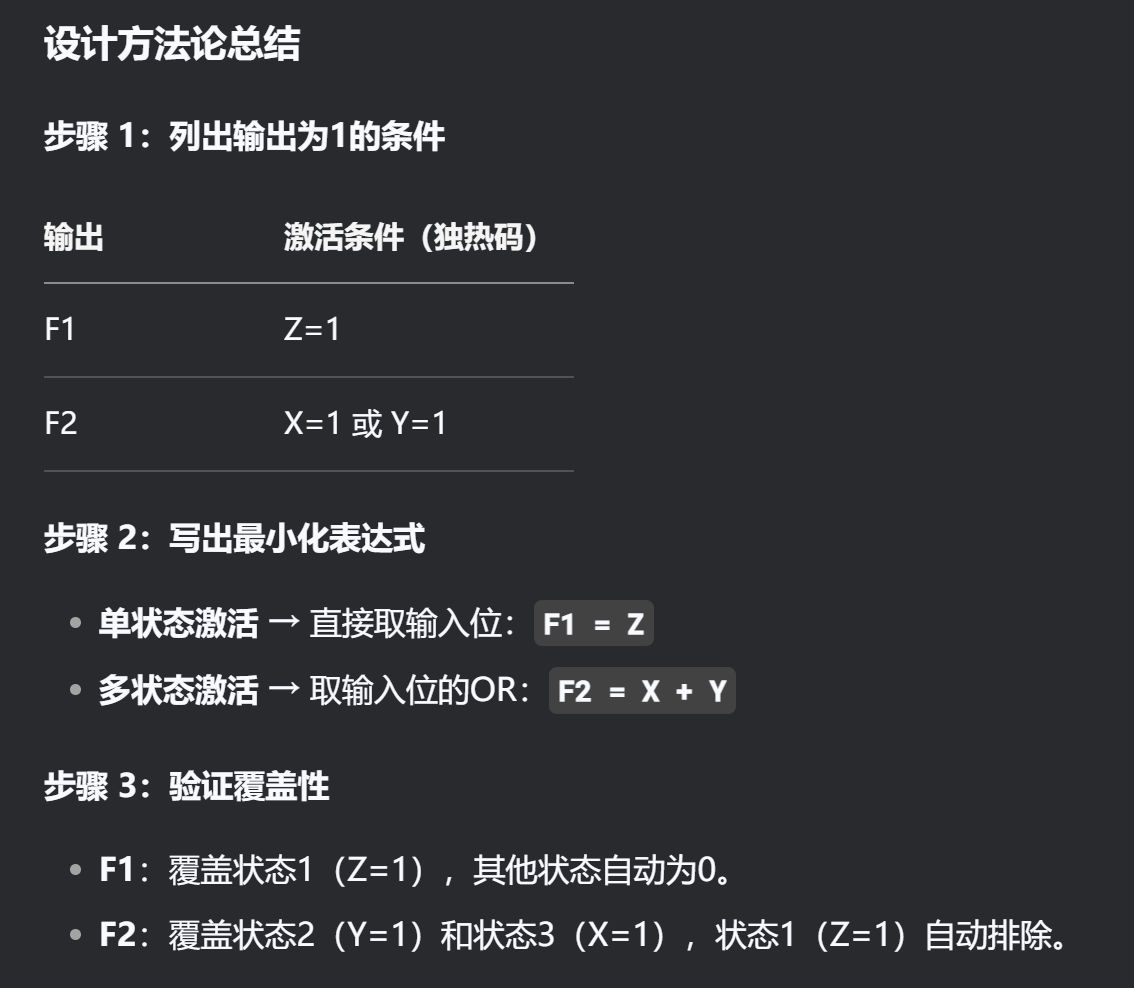 设计方法论总结
步骤 1：列出输出为1的条件
输出 激活条件（独热码）
F1 Z=1
F2 X=1 或 Y=1
步骤 2：写出最小化表达式
• 单状态激活 → 直接取输入位：F1 = Z
• 多状态激活 → 取输入位的OR：F2 = X + Y
步骤 3：验证覆盖性
• F1：覆盖状态1（Z=1），其他状态自动为0。
• F2：覆盖状态2（Y=1）和状态3（X=1），状态1（Z=1）自动排除。